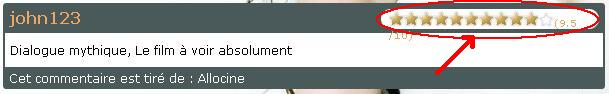 john123
(9.5
/10)
Dialogue mythique, Le film à voir absolument
Cet commentaire est tiré de : Allocine